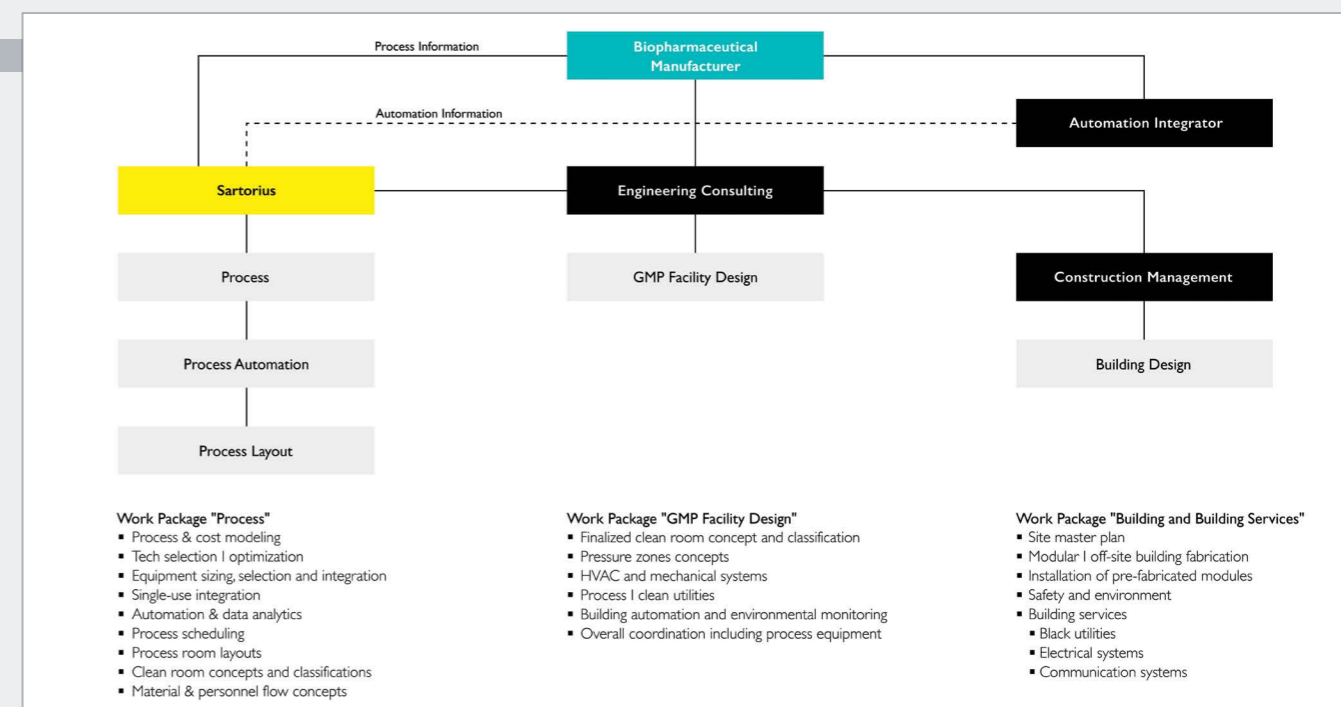 Process Information
Biopharmaceutical
Manufacturer
Automation Information
Automation Integrator
Sartorius
Engineering Consulting
Process
GMP Facility Design
Construction Management
Process Automation
Building Design
Process Layout
Work Package "Process"
▪ Process & cost modeling
▪ Tech selection I optimization
▪ Equipment sizing, selection and integration
▪ Single-use integration
▪ Automation & data analytics
▪ Process scheduling
▪ Process room layouts
▪ Clean room concepts and classifications
▪ Material & personnel flow concepts
Work Package "GMP Facility Design"
▪ Finalized clean room concept and classification
▪ Pressure zones concepts
▪ HVAC and mechanical systems
▪ Process I clean utilities
▪ Building automation and environmental monitoring
▪ Overall coordination including process equipment
Work Package "Building and Building Services"
▪ Site master plan
▪ Modular I off-site building fabrication
▪ Installation of pre-fabricated modules
▪ Safety and environment
▪ Building services
▪ Black utilities
▪ Electrical systems
▪ Communication systems